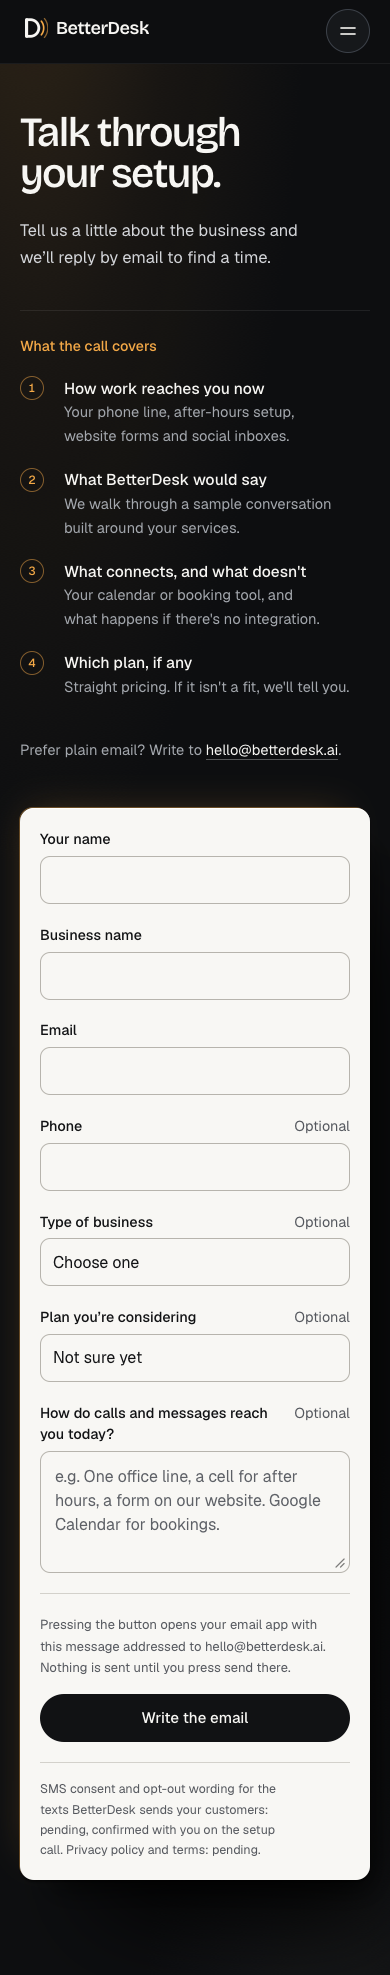 BetterDesk
Talk through
your setup.
Tell us a little about the business and
we’ll reply by email to find a time.
What the call covers
1
How work reaches you now
Your phone line, after-hours setup,
website forms and social inboxes.
2
What BetterDesk would say
We walk through a sample conversation
built around your services.
3
What connects, and what doesn't
Your calendar or booking tool, and
what happens if there's no integration.
4
Which plan, if any
Straight pricing. If it isn't a fit, we'll tell you.
Prefer plain email? Write to hello@betterdesk.ai.
Your name
Business name
Email
Phone Optional
Type of business Optional
Choose one
Plan you’re considering Optional
Not sure yet
How do calls and messages reach Optional
you today?
e.g. One office line, a cell for after
hours, a form on our website. Google
Calendar for bookings.
Pressing the button opens your email app with
this message addressed to hello@betterdesk.ai.
Nothing is sent until you press send there.
Write the email
SMS consent and opt-out wording for the
texts BetterDesk sends your customers:
pending, confirmed with you on the setup
call. Privacy policy and terms: pending.